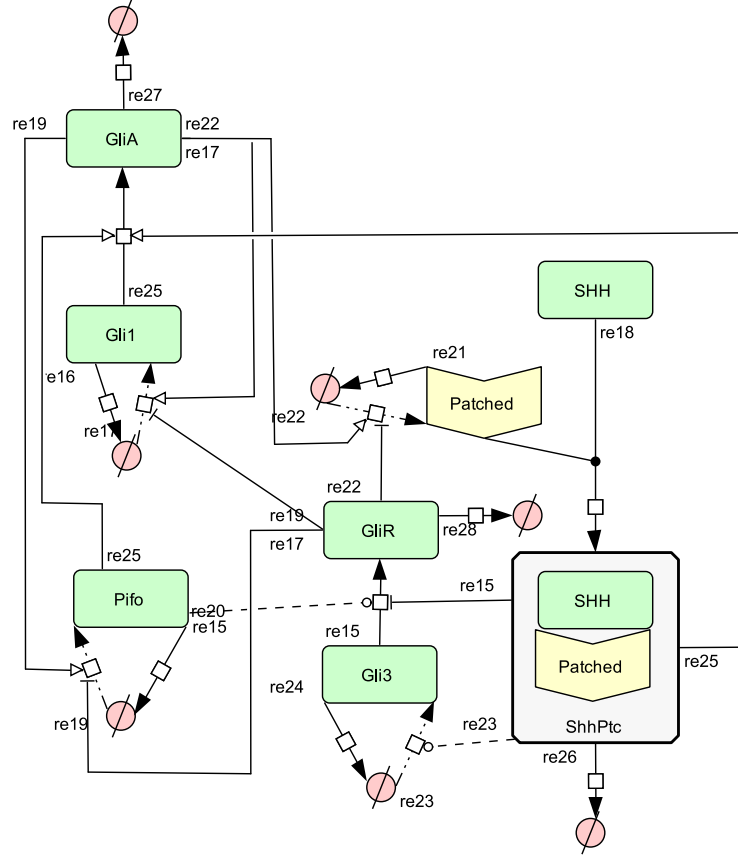 re27
re19
GliA
re22
re17
re25
SHH
re18
Gli1
re21
e16
Patched
re22
re17
re22
re19
re17
GliR
re28
re25
re15
SHH
Pifo
re20
re15
re15
Patched
re25
Gli3
re24
re19
re23
ShhPtc
re26
re23